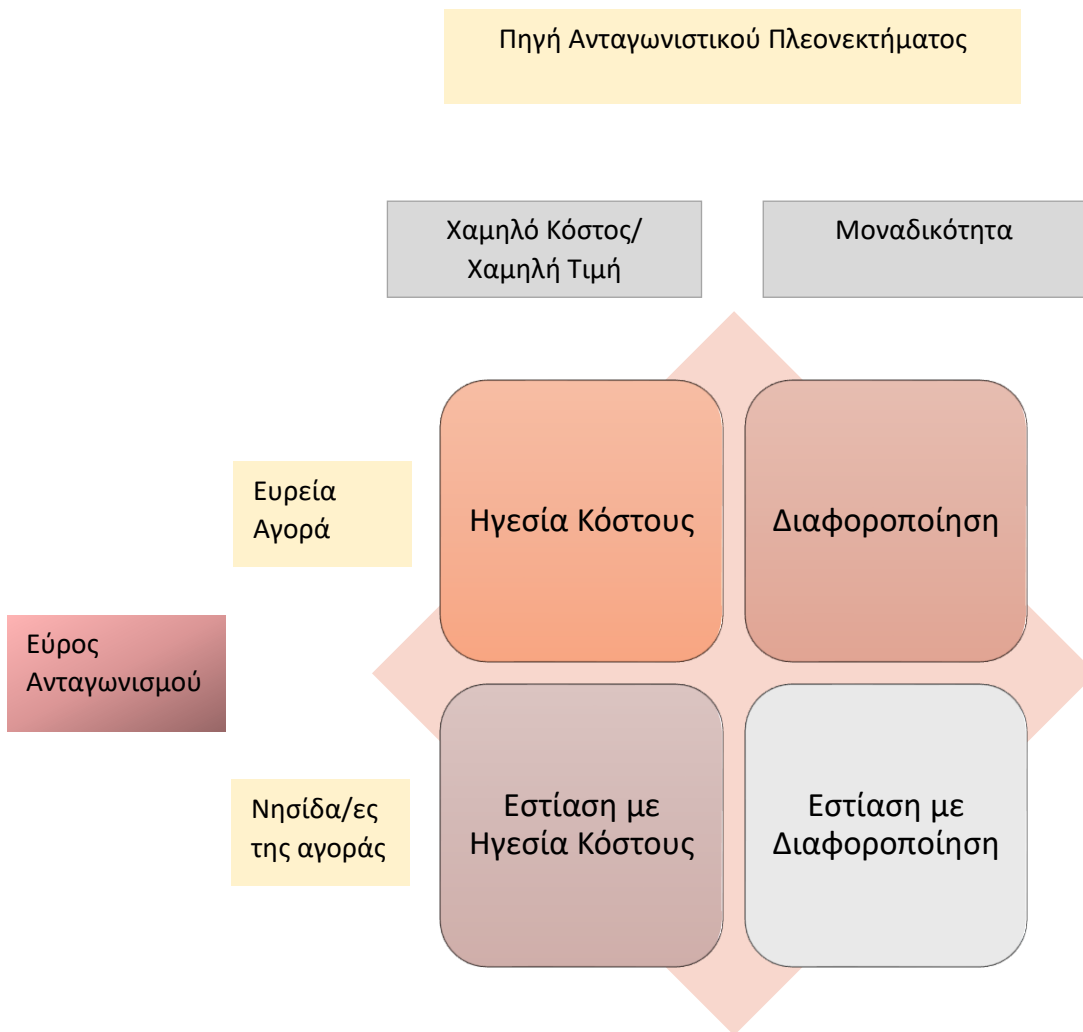 Πηγή Ανταγωνιστικού Πλεονεκτήματος
Χαμηλό Κόστος/
Χαμηλή Τιμή
Μοναδικότητα
Ευρεία
Αγορά
Ηγεσία Κόστους
Διαφοροποίηση
Εύρος
Ανταγωνισμού
Νησίδα/ες
της αγοράς
Εστίαση με
Ηγεσία Κόστους
Εστίαση με
Διαφοροποίηση